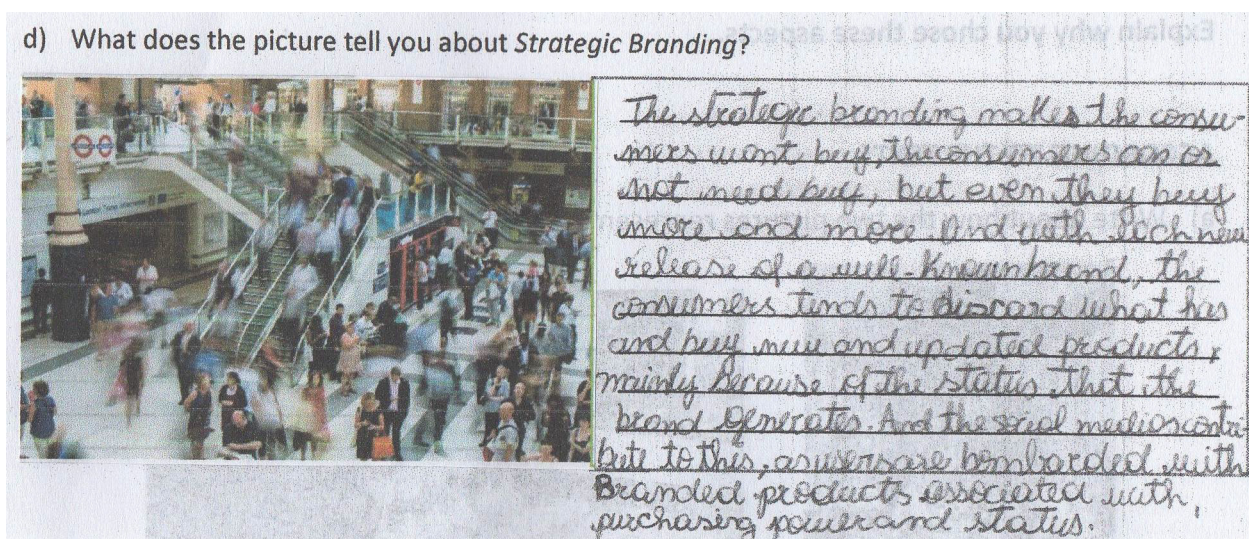 d) What does the picture tell you about Strategic Branding?
The strategic branding makes the consu-
mers want buy, the consumers can or
not need buy, but even they buy
more and more. And with each new
release of a well-known brand, the
consumers tends to discard what has
and buy new and updated products,
mainly because of the status that the
brand generates. And the social medias contri-
bute to this, as users are bombarded with
Branded products associated with,
purchasing power and status.